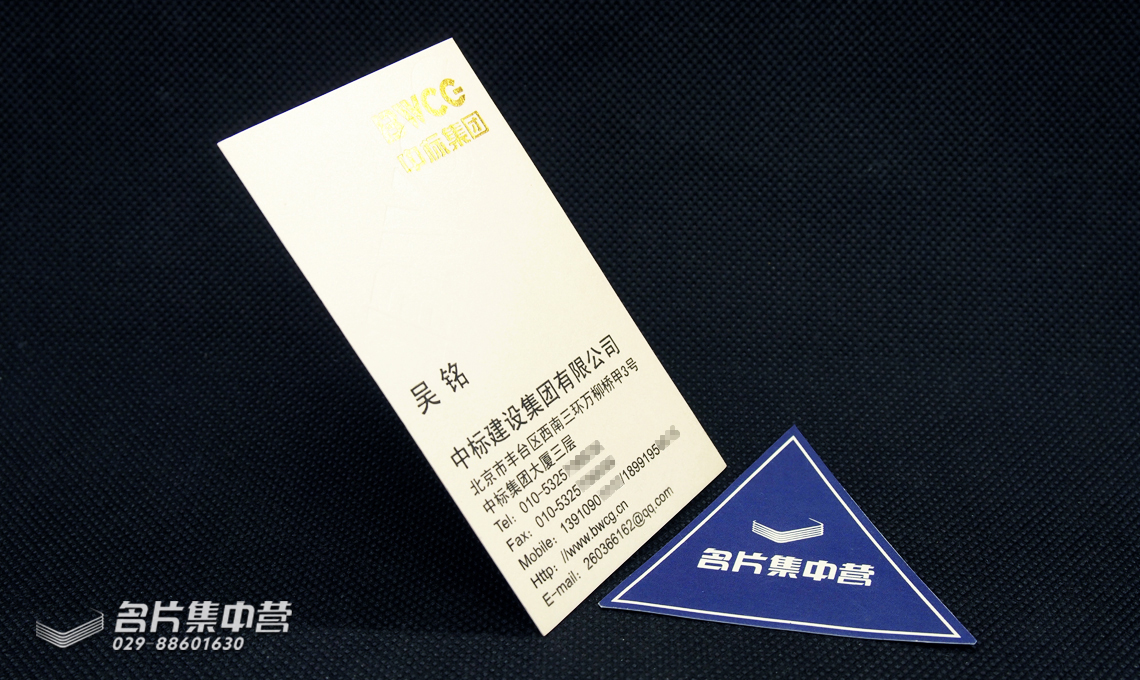 BWCG
中标集团
吴 铭
中标建设集团有限公司
北京市丰台区西南三环万柳桥甲3号
中标集团大厦三层
Tel: 010-5325
Fax: 010-5325
Mobile: 1391090 /1899195
Http: //www.bwcg.cn
E-mail: 260366162@qq.com
名片集中营
名片集中营
029-88601630